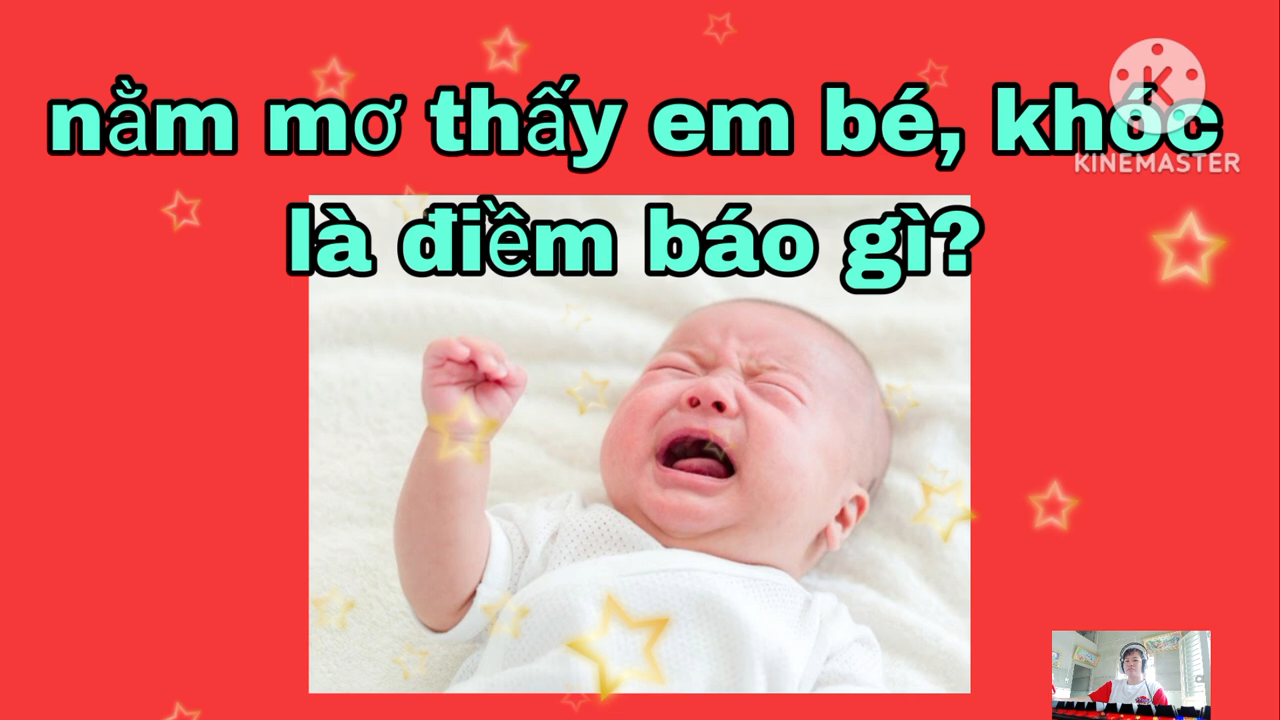 nằm mơ thấy em bé, khóc
KINEMASTER
là điềm báo gì?